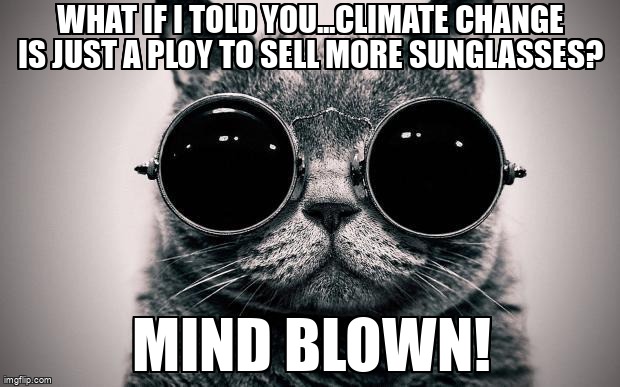 WHAT IF I TOLD YOU...CLIMATE CHANGE
IS JUST A PLOY TO SELL MORE SUNGLASSES?
MIND BLOWN!
imgflip.com